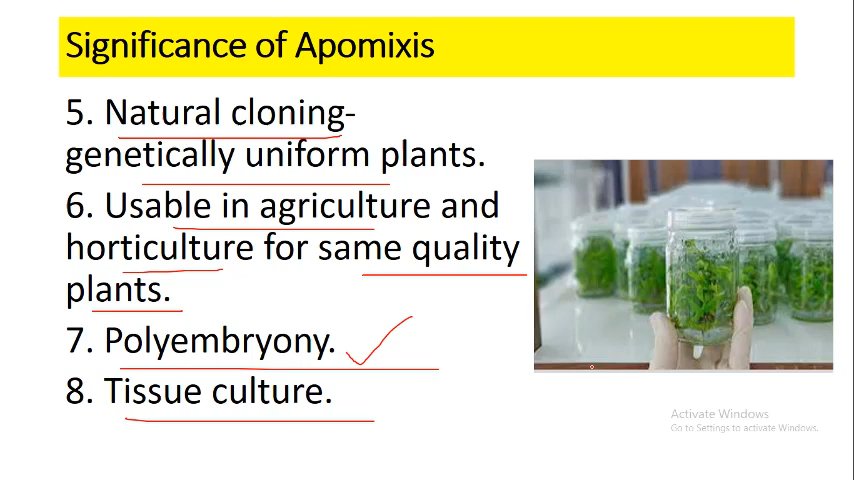 Significance of Apomixis
5. Natural cloning-
genetically uniform plants.
6. Usable in agriculture and
horticulture for same quality
plants.
7. Polyembryony.
8. Tissue culture.
Activate Windows
Go to Settings to activate Windows.